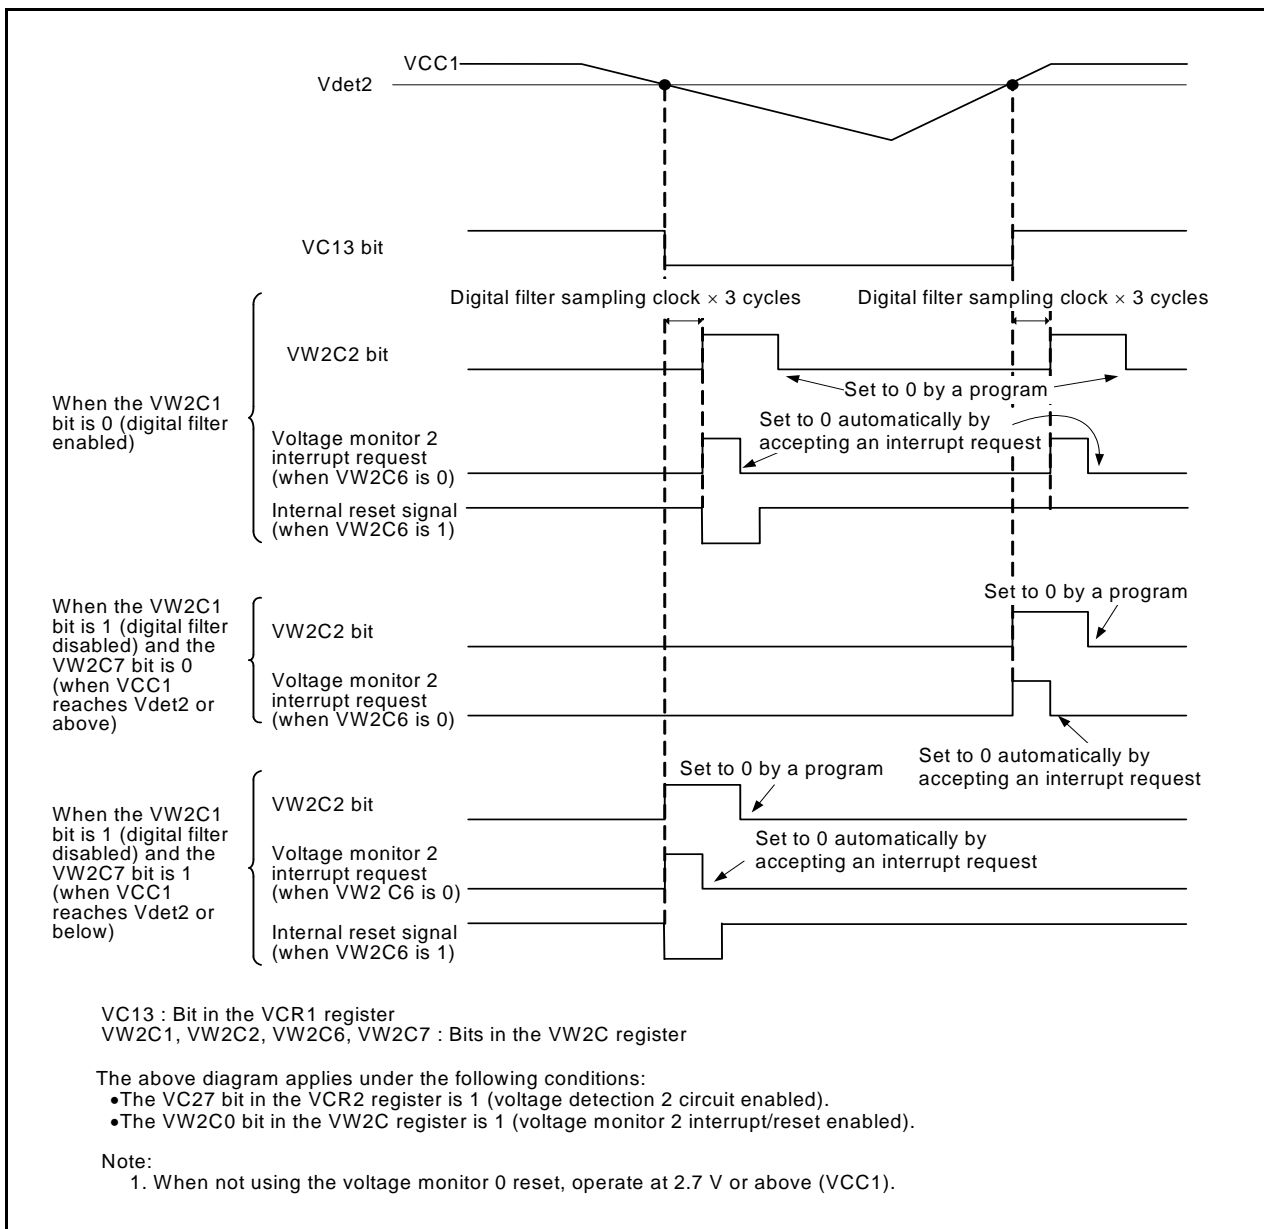 VCC1
Vdet2
VC13 bit
Digital filter sampling clock × 3 cycles
Digital filter sampling clock × 3 cycles
When the VW2C1
bit is 0 (digital filter
enabled)
VW2C2 bit
Set to 0 by a program
Voltage monitor 2
interrupt request
(when VW2C6 is 0)
Set to 0 automatically by
accepting an interrupt request
Internal reset signal
(when VW2C6 is 1)
When the VW2C1
bit is 1 (digital filter
disabled) and the
VW2C7 bit is 0
(when VCC1
reaches Vdet2 or
above)
VW2C2 bit
Set to 0 by a program
Voltage monitor 2
interrupt request
(when VW2C6 is 0)
Set to 0 automatically by
accepting an interrupt request
When the VW2C1
bit is 1 (digital filter
disabled) and the
VW2C7 bit is 1
(when VCC1
reaches Vdet2 or
below)
VW2C2 bit
Set to 0 by a program
Voltage monitor 2
interrupt request
(when VW2 C6 is 0)
Set to 0 automatically by
accepting an interrupt request
Internal reset signal
(when VW2C6 is 1)
VC13 : Bit in the VCR1 register
VW2C1, VW2C2, VW2C6, VW2C7 : Bits in the VW2C register
The above diagram applies under the following conditions:
•The VC27 bit in the VCR2 register is 1 (voltage detection 2 circuit enabled).
•The VW2C0 bit in the VW2C register is 1 (voltage monitor 2 interrupt/reset enabled).
Note:
1. When not using the voltage monitor 0 reset, operate at 2.7 V or above (VCC1).